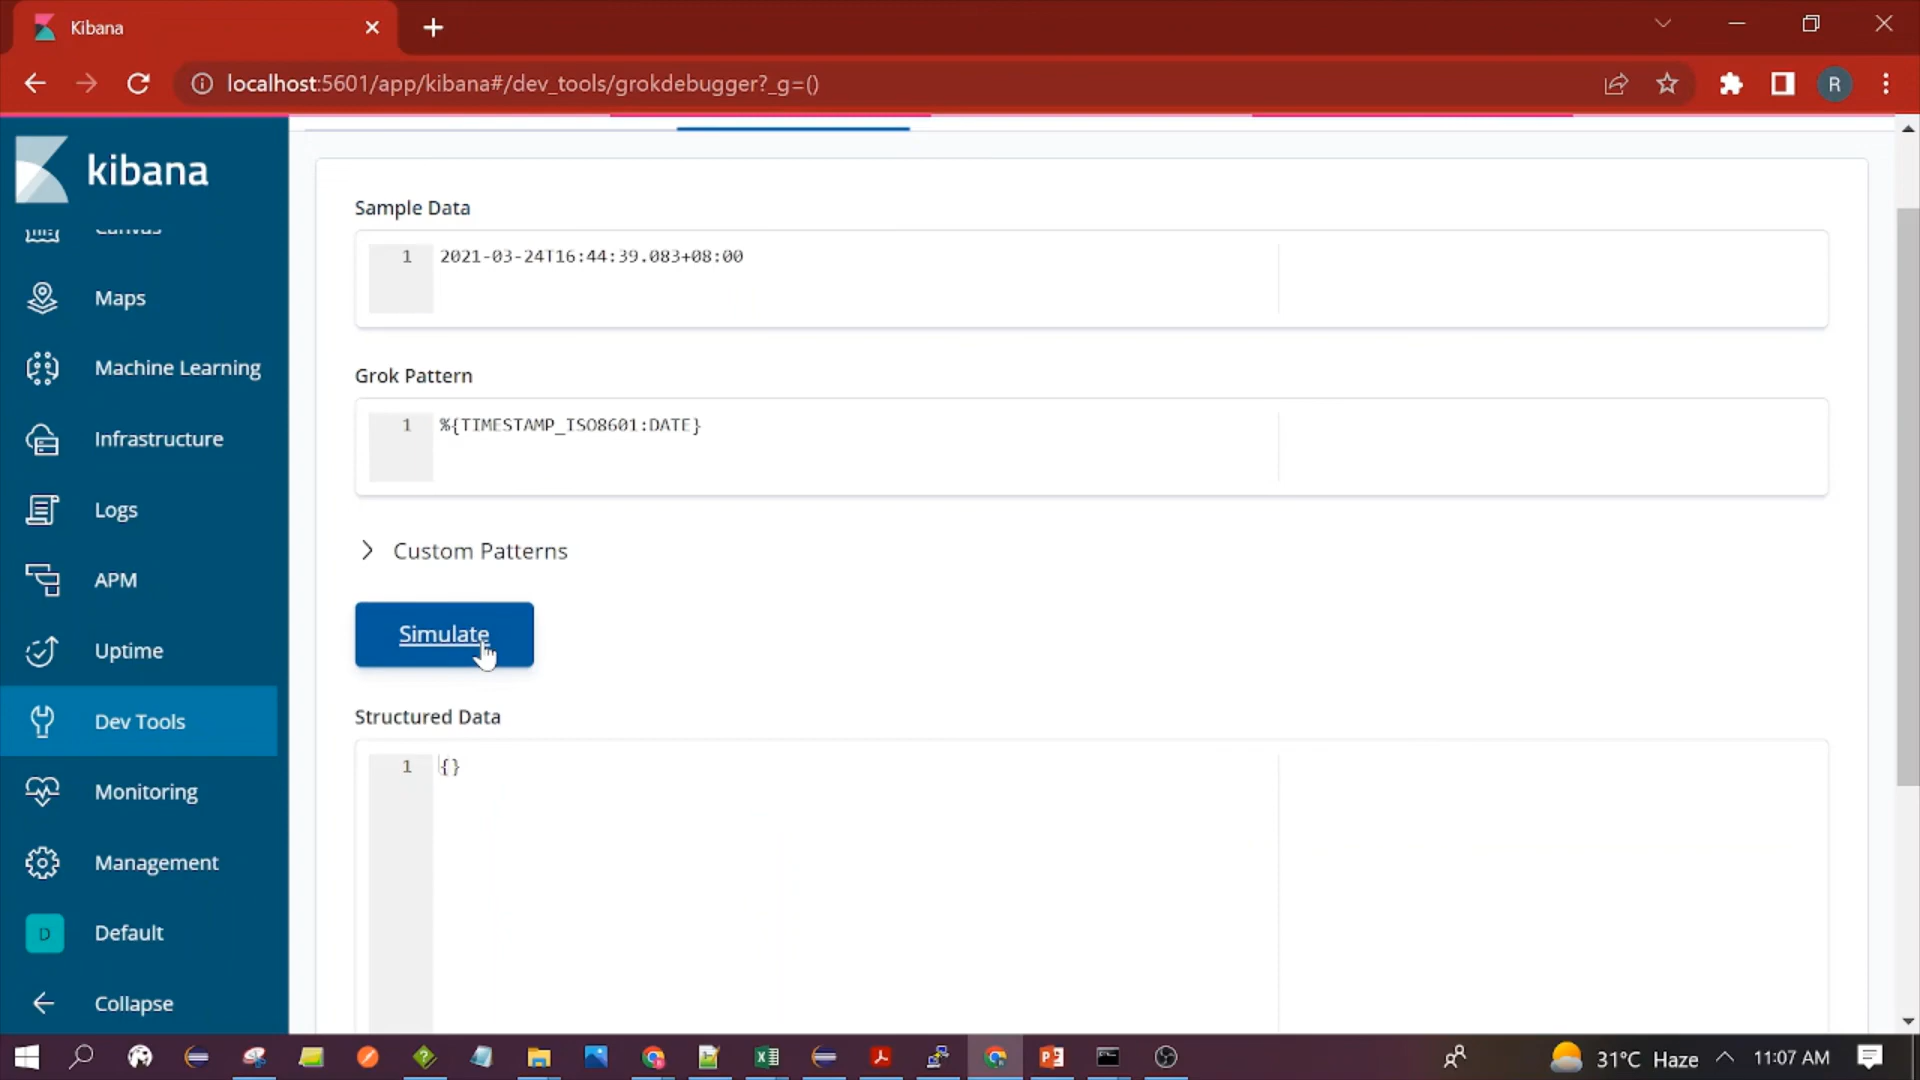 Kibana
localhost:5601/app/kibana#/dev_tools/grokdebugger?_g=()
R
kibana
Canvas
Maps
Machine Learning
Infrastructure
Logs
APM
Uptime
Dev Tools
Monitoring
Management
D Default
Collapse
Sample Data
1 2021-03-24T16:44:39.083+08:00
Grok Pattern
1 %{TIMESTAMP_ISO8601:DATE}
Custom Patterns
Simulate
Structured Data
1 {}
31°C Haze 11:07 AM